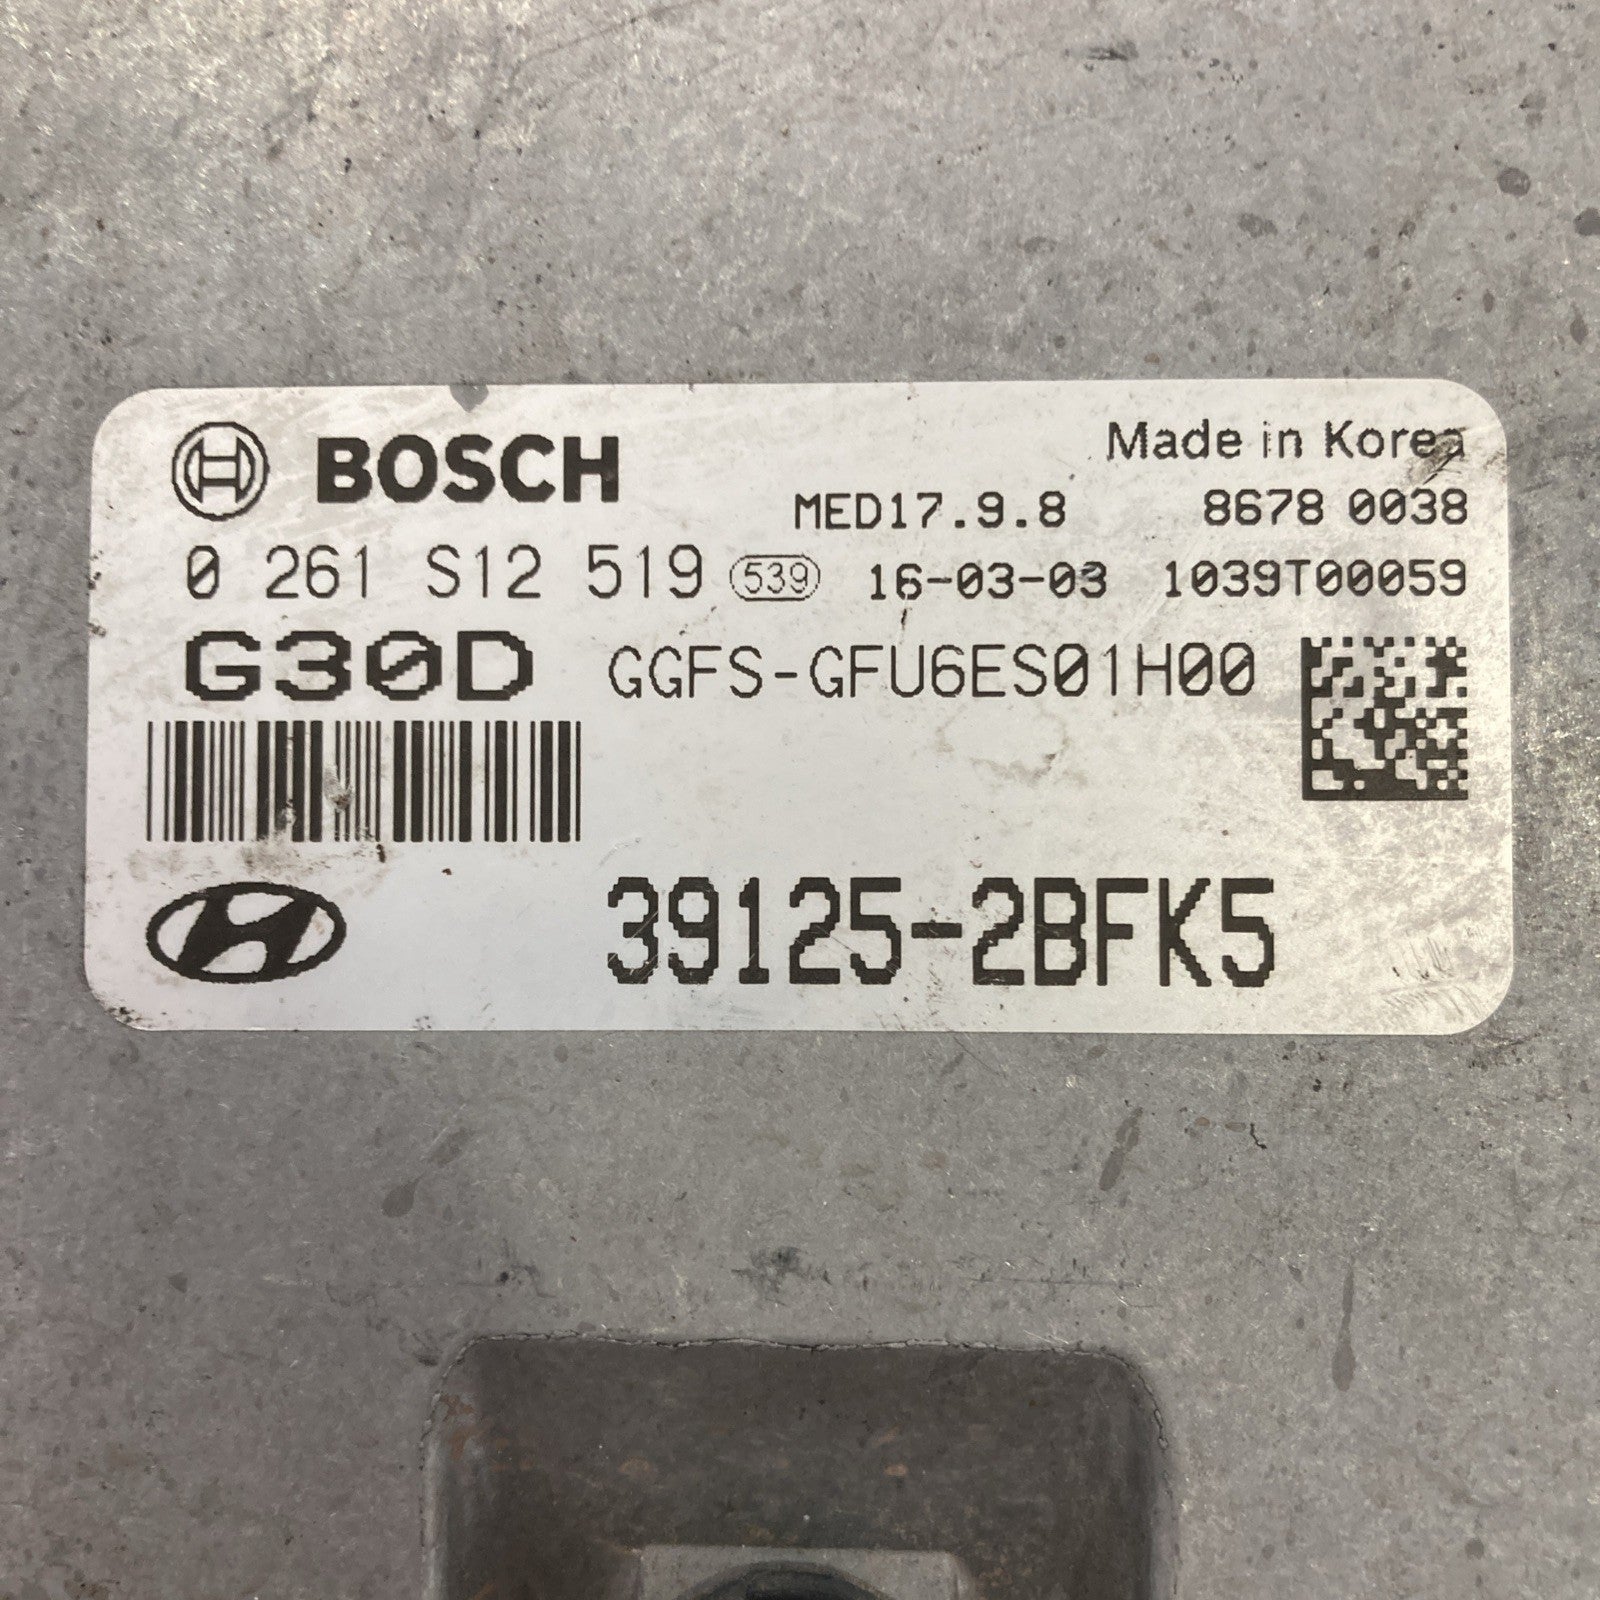 BOSCH
Made in Korea
MED17.9.8 8678 0038
0 261 S12 519 539 16-03-03 1039T00059
G30D GGFS-GFU6ES01H00
39125-2BFK5